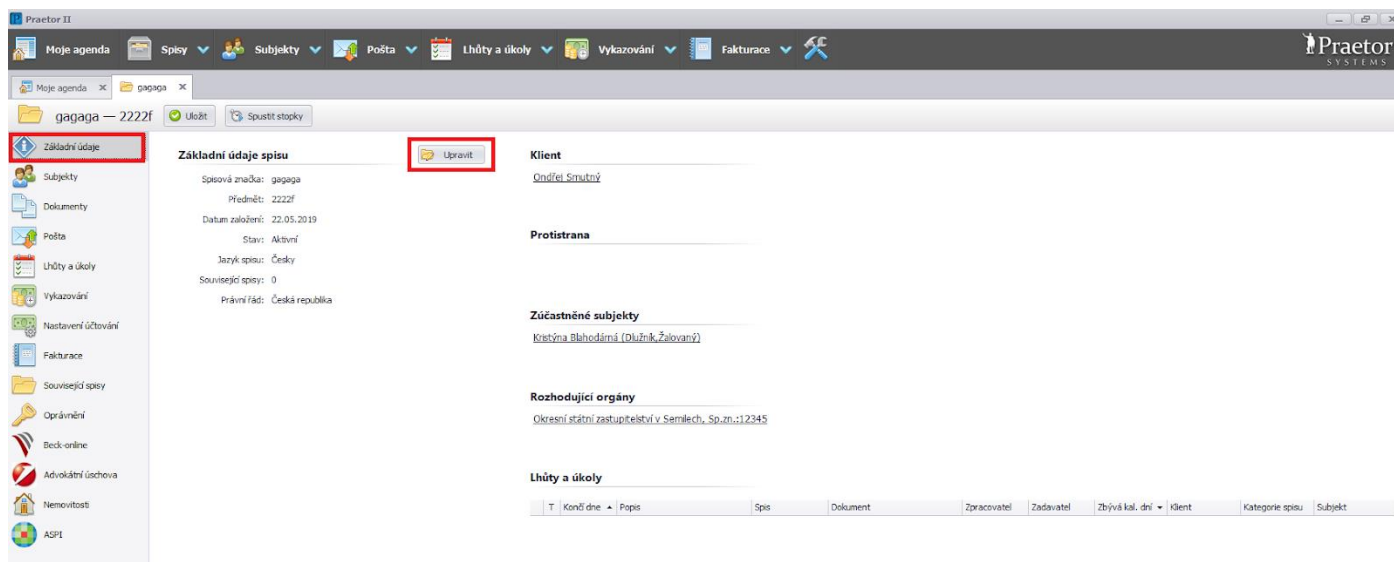 Praetor II
Moje agenda Spisy Subjekty Pošta Lhůty a úkoly Vykazování Fakturace Praetor SYSTEMS
Moje agenda gagaga
gagaga — 2222f Uložit Spustit stopky
Základní údaje
Subjekty
Dokumenty
Pošta
Lhůty a úkoly
Vykazování
Nastavení účtování
Fakturace
Související spisy
Oprávnění
Beck-online
Advokátní úschova
Nemovitosti
ASPI
Základní údaje spisu Upravit
Spisová značka: gagaga
Předmět: 2222f
Datum založení: 22.05.2019
Stav: Aktivní
Jazyk spisu: Česky
Související spisy: 0
Právní řád: Česká republika
Klient
Ondřej Smutný
Protistrana
Zúčastněné subjekty
Kristýna Blahodárná (Dlužník,Žalovaný)
Rozhodující orgány
Okresní státní zastupitelství v Semilech, Sp.zn.:12345
Lhůty a úkoly
T Končí dne Popis Spis Dokument Zpracovatel Zadavatel Zbývá kal. dní Klient Kategorie spisu Subjekt